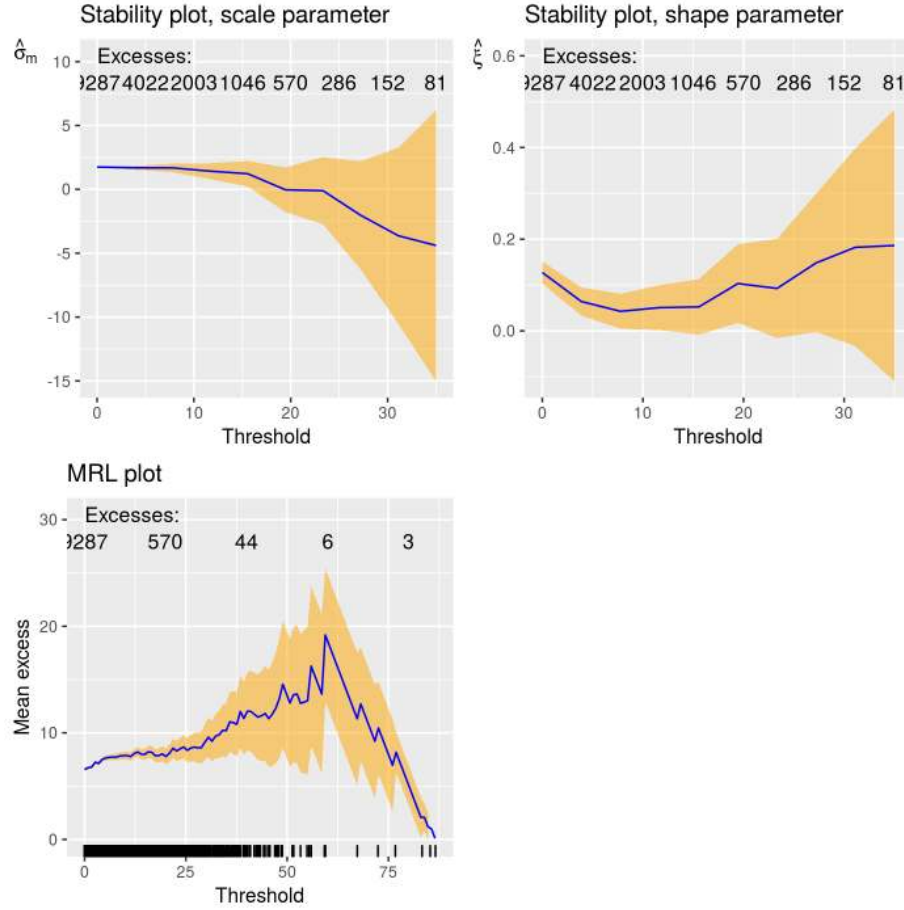 Stability plot, scale parameter
σ̂m
Excesses:
9287 4022 2003 1046 570 286 152 81
10
5
0
-5
-10
-15
0 10 20 30
Threshold
Stability plot, shape parameter
ξ̂
Excesses:
9287 4022 2003 1046 570 286 152 81
0.6
0.4
0.2
0.0
0 10 20 30
Threshold
MRL plot
Excesses:
9287 570 44 6 3
30
20
10
0
Mean excess
0 25 50 75
Threshold